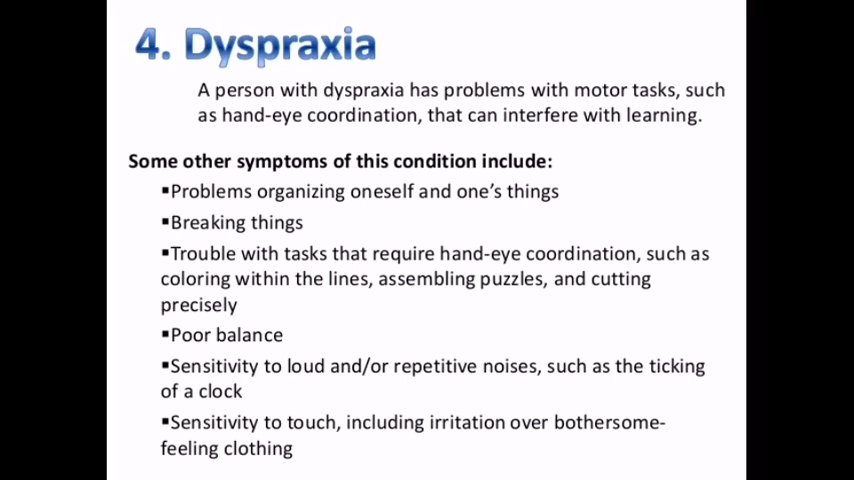 4. Dyspraxia
A person with dyspraxia has problems with motor tasks, such
as hand-eye coordination, that can interfere with learning.
Some other symptoms of this condition include:
▪Problems organizing oneself and one’s things
▪Breaking things
▪Trouble with tasks that require hand-eye coordination, such as
coloring within the lines, assembling puzzles, and cutting
precisely
▪Poor balance
▪Sensitivity to loud and/or repetitive noises, such as the ticking
of a clock
▪Sensitivity to touch, including irritation over bothersome-
feeling clothing